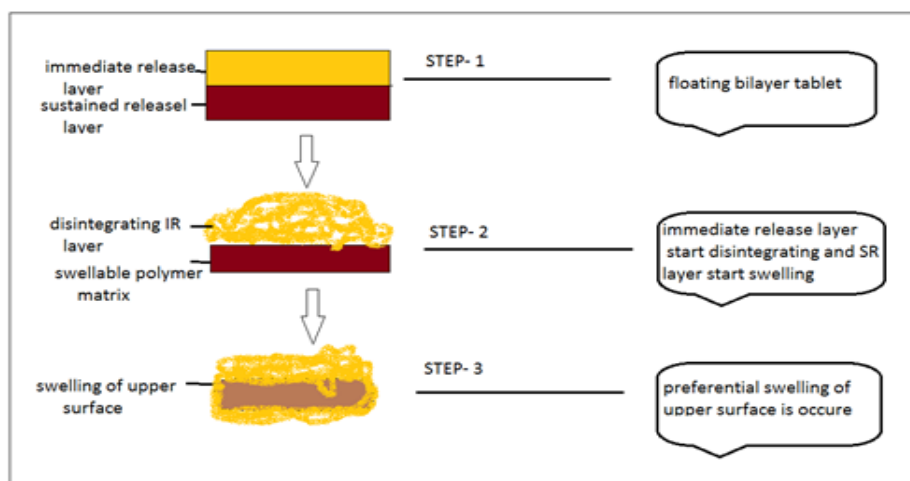 immediate release
layer
sustained releasel
layer
STEP- 1
floating bilayer tablet
disintegrating IR
layer
swellable polymer
matrix
STEP- 2
immediate release layer
start disintegrating and SR
layer start swelling
swelling of upper
surface
STEP- 3
preferential swelling of
upper surface is occure